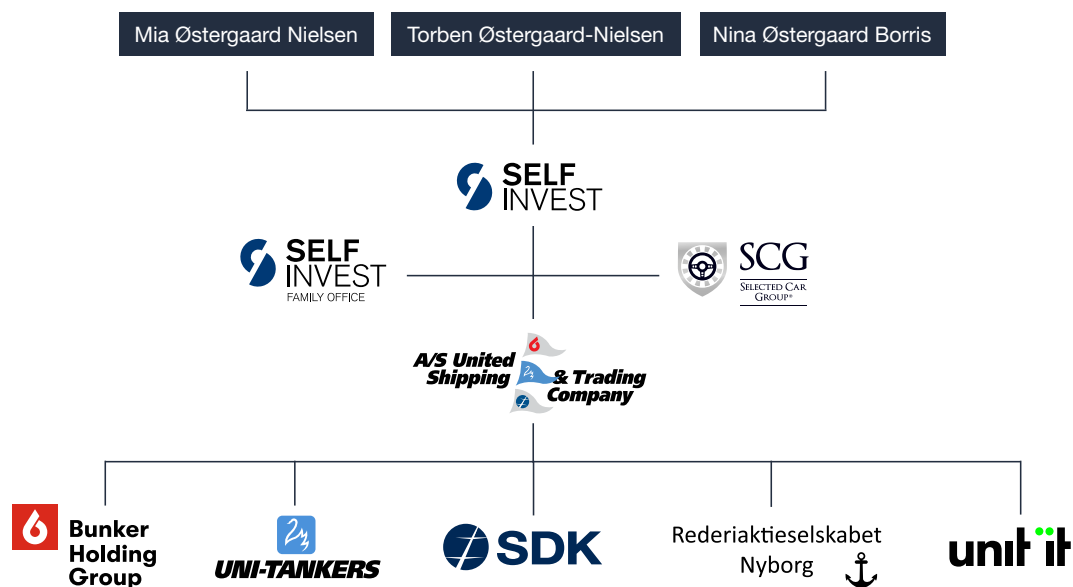 Mia Østergaard Nielsen
Torben Østergaard-Nielsen
Nina Østergaard Borris
SELF
INVEST
SELF
INVEST
FAMILY OFFICE
SCG
SELECTED CAR
GROUP®
A/S United
Shipping
& Trading
Company
Bunker
Holding
Group
UNI-TANKERS
SDK
Rederiaktieselskabet
Nyborg
unit it